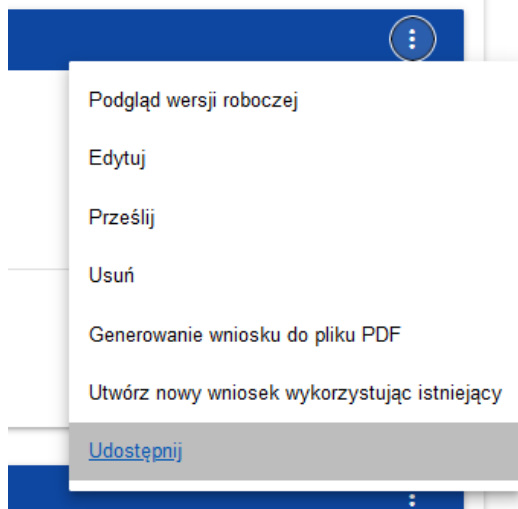 Podgląd wersji roboczej
Edytuj
Prześlij
Usuń
Generowanie wniosku do pliku PDF
Utwórz nowy wniosek wykorzystując istniejący
Udostępnij